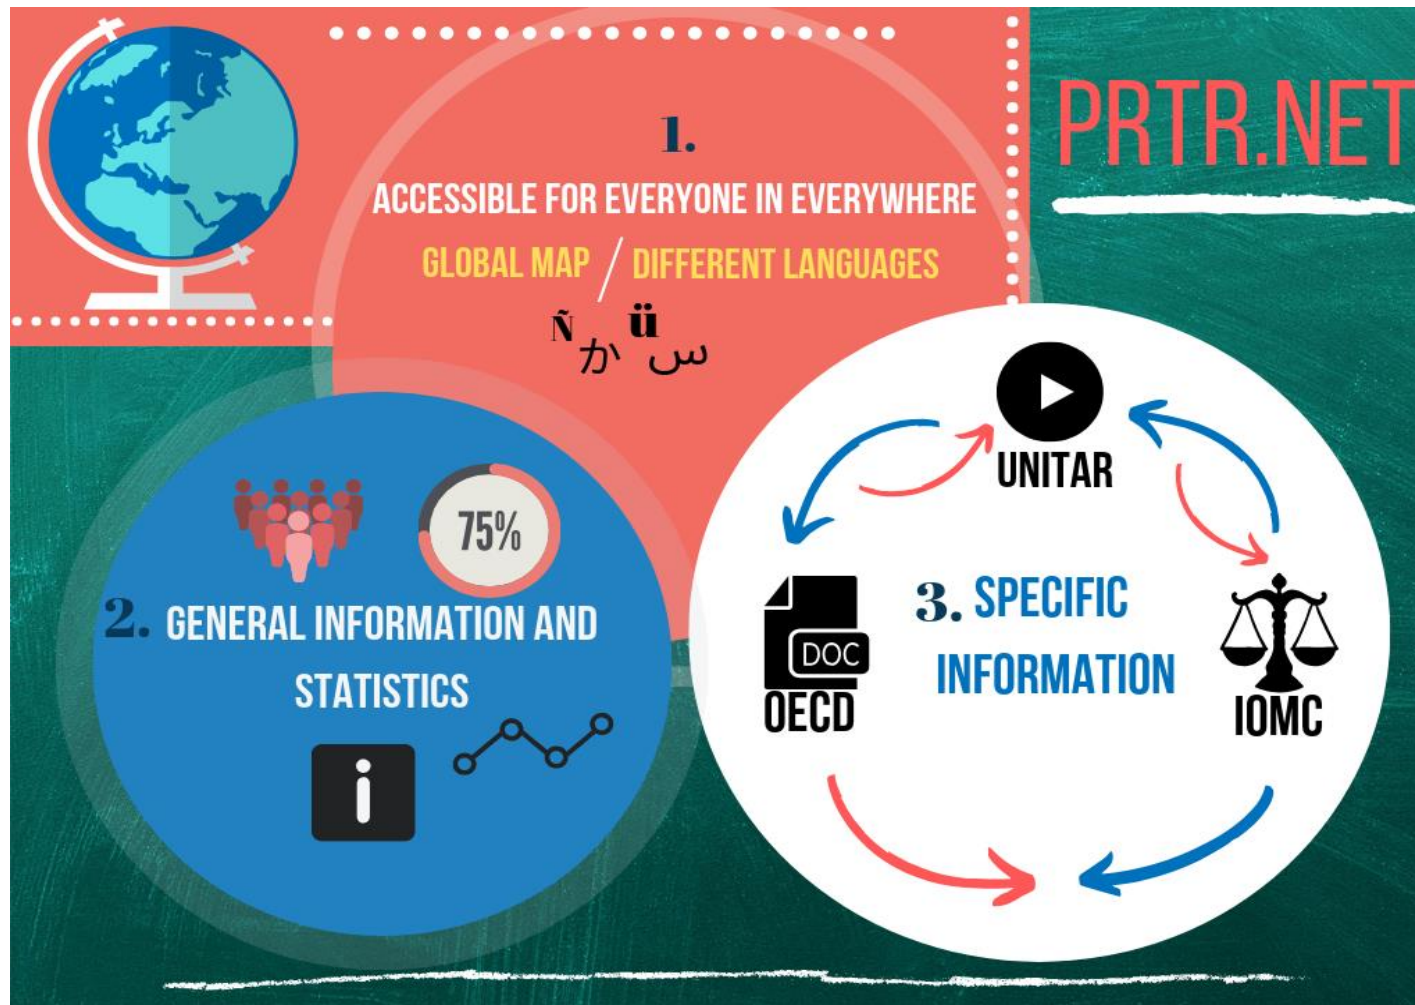 PRTR.NET
1.
ACCESSIBLE FOR EVERYONE IN EVERYWHERE
GLOBAL MAP / DIFFERENT LANGUAGES
Ñ か ü س
75%
2. GENERAL INFORMATION AND
STATISTICS
i
UNITAR
3. SPECIFIC
INFORMATION
DOC
OECD
IOMC